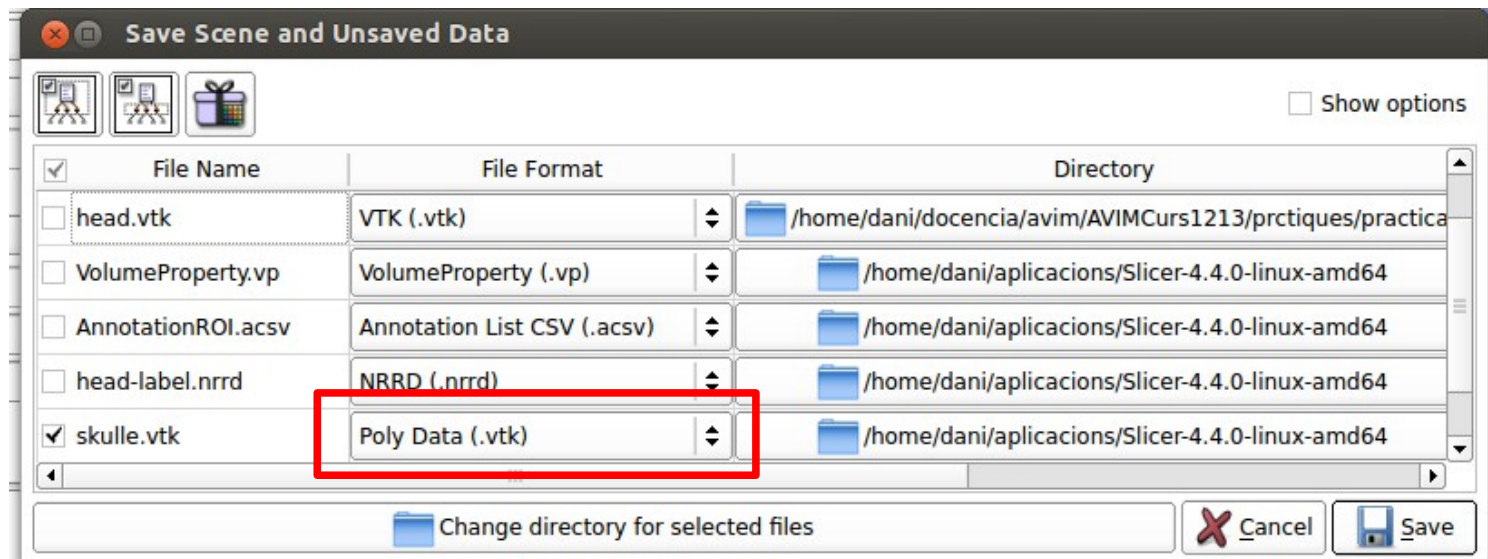 Save Scene and Unsaved Data
Show options
File Name File Format Directory
head.vtk VTK (.vtk) /home/dani/docencia/avim/AVIMCurs1213/prctiques/practica
VolumeProperty.vp VolumeProperty (.vp) /home/dani/aplicacions/Slicer-4.4.0-linux-amd64
AnnotationROI.acsv Annotation List CSV (.acsv) /home/dani/aplicacions/Slicer-4.4.0-linux-amd64
head-label.nrrd NRRD (.nrrd) /home/dani/aplicacions/Slicer-4.4.0-linux-amd64
skulle.vtk Poly Data (.vtk) /home/dani/aplicacions/Slicer-4.4.0-linux-amd64
Change directory for selected files Cancel Save